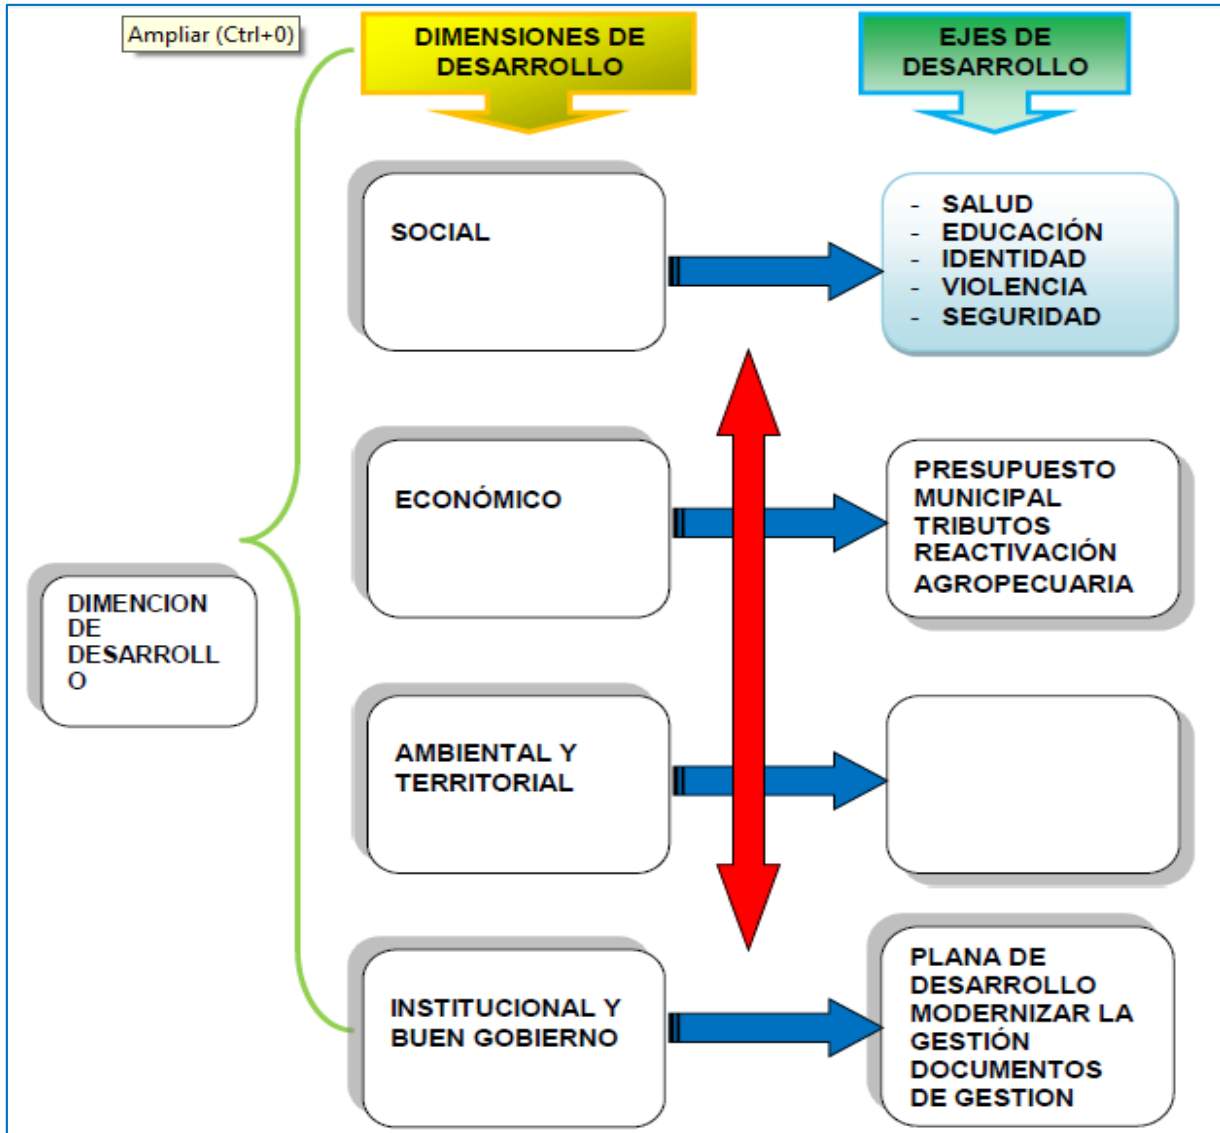 Ampliar (Ctrl+0)
DIMENSIONES DE
DESARROLLO
EJES DE
DESARROLLO
DIMENCION
DE
DESARROLL
O
SOCIAL
- SALUD
- EDUCACIÓN
- IDENTIDAD
- VIOLENCIA
- SEGURIDAD
ECONÓMICO
PRESUPUESTO
MUNICIPAL
TRIBUTOS
REACTIVACIÓN
AGROPECUARIA
AMBIENTAL Y
TERRITORIAL
INSTITUCIONAL Y
BUEN GOBIERNO
PLANA DE
DESARROLLO
MODERNIZAR LA
GESTIÓN
DOCUMENTOS
DE GESTION